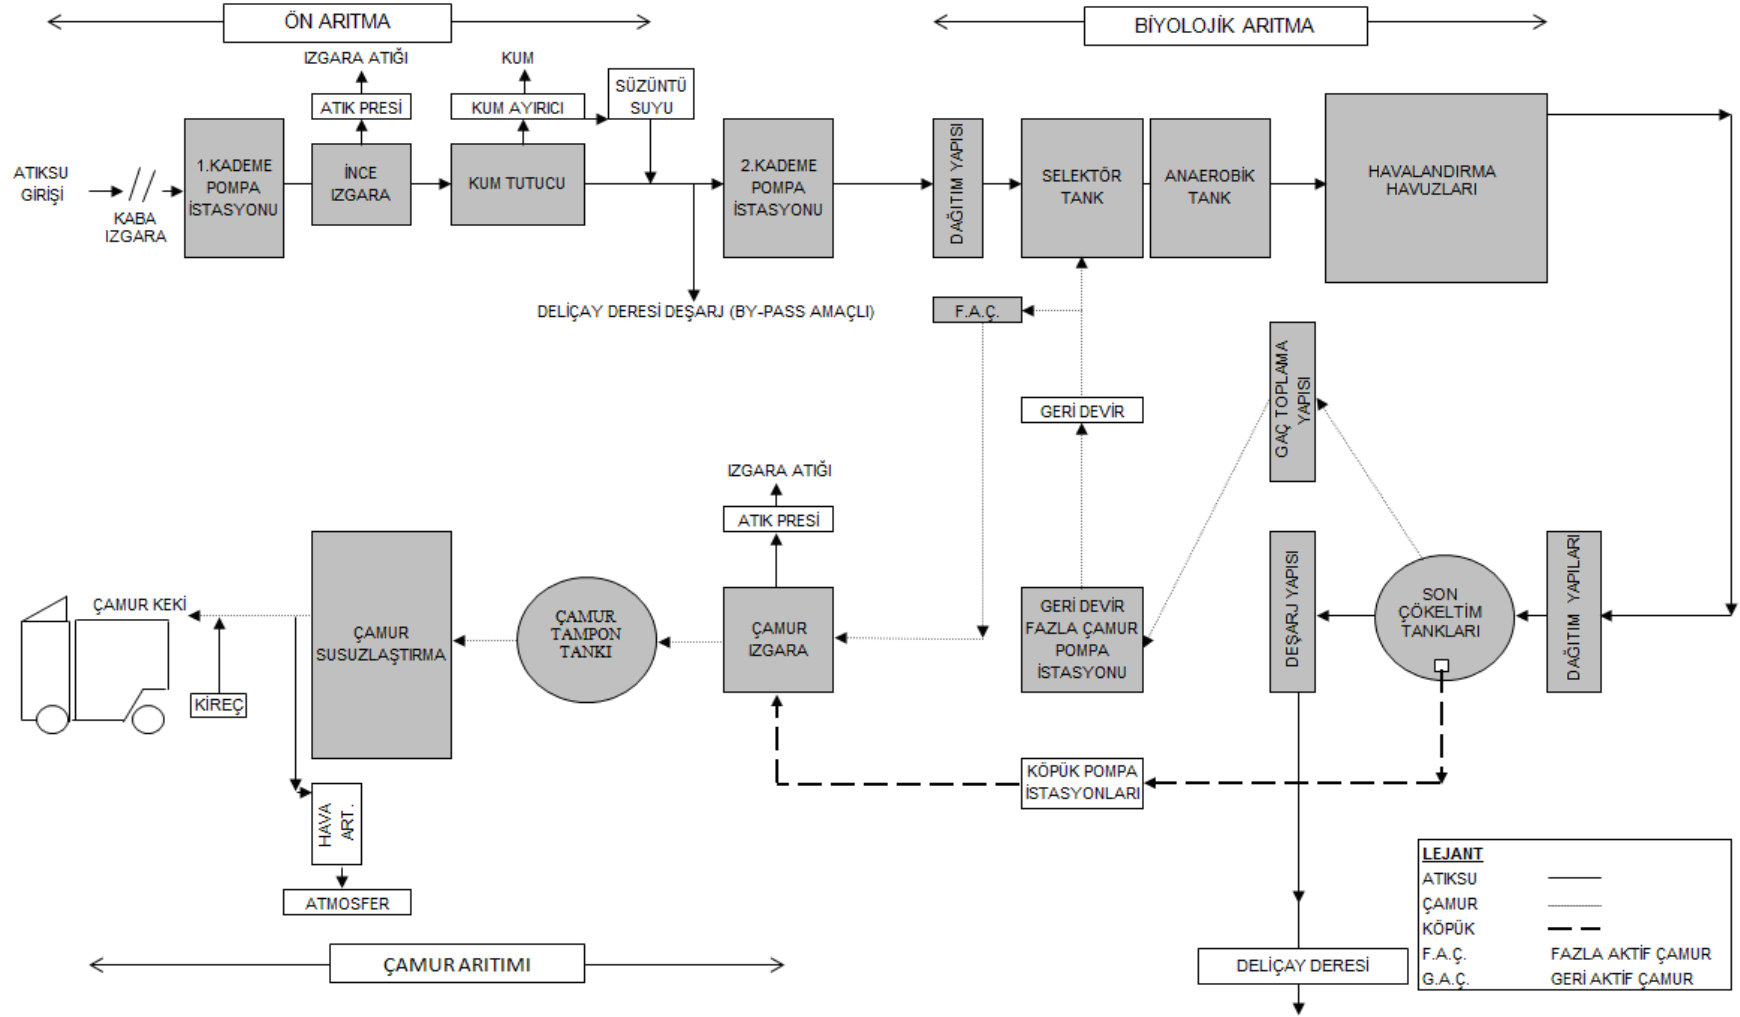 ÖN ARITMA
BİYOLOJİK ARITMA
IZGARA ATIĞI
KUM
ATIK PRESİ
KUM AYIRICI
SÜZÜNTÜ
SUYU
ATIKSU
GİRİŞİ
KABA
IZGARA
1.KADEME
POMPA
İSTASYONU
İNCE
IZGARA
KUM TUTUCU
2.KADEME
POMPA
İSTASYONU
DAĞITIM YAPISI
SELEKTÖR
TANK
ANAEROBİK
TANK
HAVALANDIRMA
HAVUZLARI
DELİÇAY DERESİ DEŞARJ (BY-PASS AMAÇLI)
F.A.Ç.
GERİ DEVİR
GAÇ TOPLAMA
YAPISI
IZGARA ATIĞI
ATIK PRESİ
ÇAMUR KEKİ
KİREÇ
ÇAMUR
SUSUZLAŞTIRMA
ÇAMUR
TAMPON
TANKI
ÇAMUR
IZGARA
GERİ DEVİR
FAZLA ÇAMUR
POMPA
İSTASYONU
DEŞARJ YAPISI
SON
ÇÖKELTİM
TANKLARI
DAĞITIM YAPILARI
KÖPÜK POMPA
İSTASYONLARI
HAVA
ART.
ATMOSFER
ÇAMUR ARITIMI
DELİÇAY DERESİ
LEJANT
ATIKSU
ÇAMUR
KÖPÜK
F.A.Ç. FAZLA AKTİF ÇAMUR
G.A.Ç. GERİ AKTİF ÇAMUR